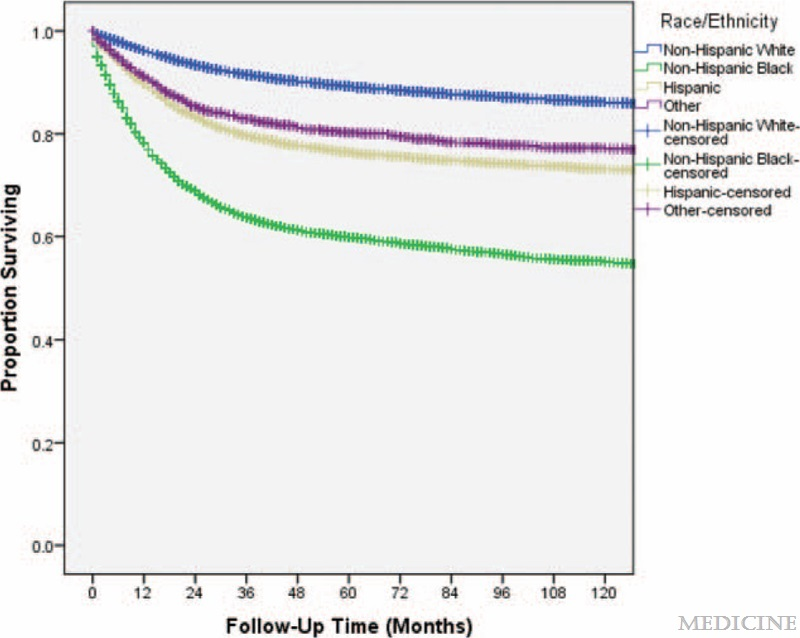 Race/Ethnicity
Non-Hispanic White
Non-Hispanic Black
Hispanic
Other
Non-Hispanic White-
censored
Non-Hispanic Black-
censored
Hispanic-censored
Other-censored
Proportion Surviving
1.0
0.8
0.6
0.4
0.2
0.0
0 12 24 36 48 60 72 84 96 108 120
Follow-Up Time (Months)
MEDICINE